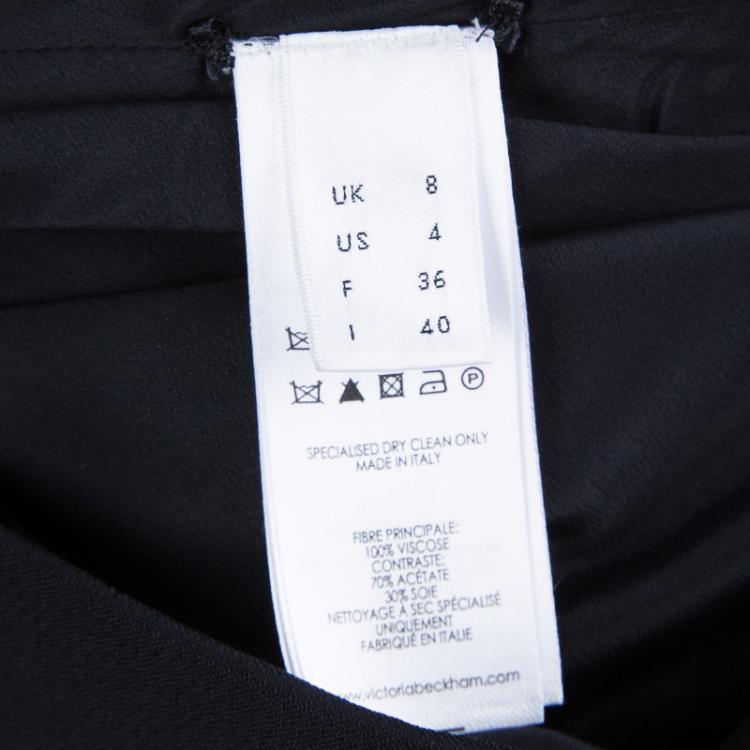 UK 8
US 4
F 36
I 40
P
SPECIALISED DRY CLEAN ONLY
MADE IN ITALY
FIBRE PRINCIPALE:
100% VISCOSE
CONTRASTE:
70% ACÉTATE
30% SOIE
NETTOYAGE A SEC SPÉCIALISÉ
UNIQUEMENT
FABRIQUÉ EN ITALIE
www.victoriabeckham.com